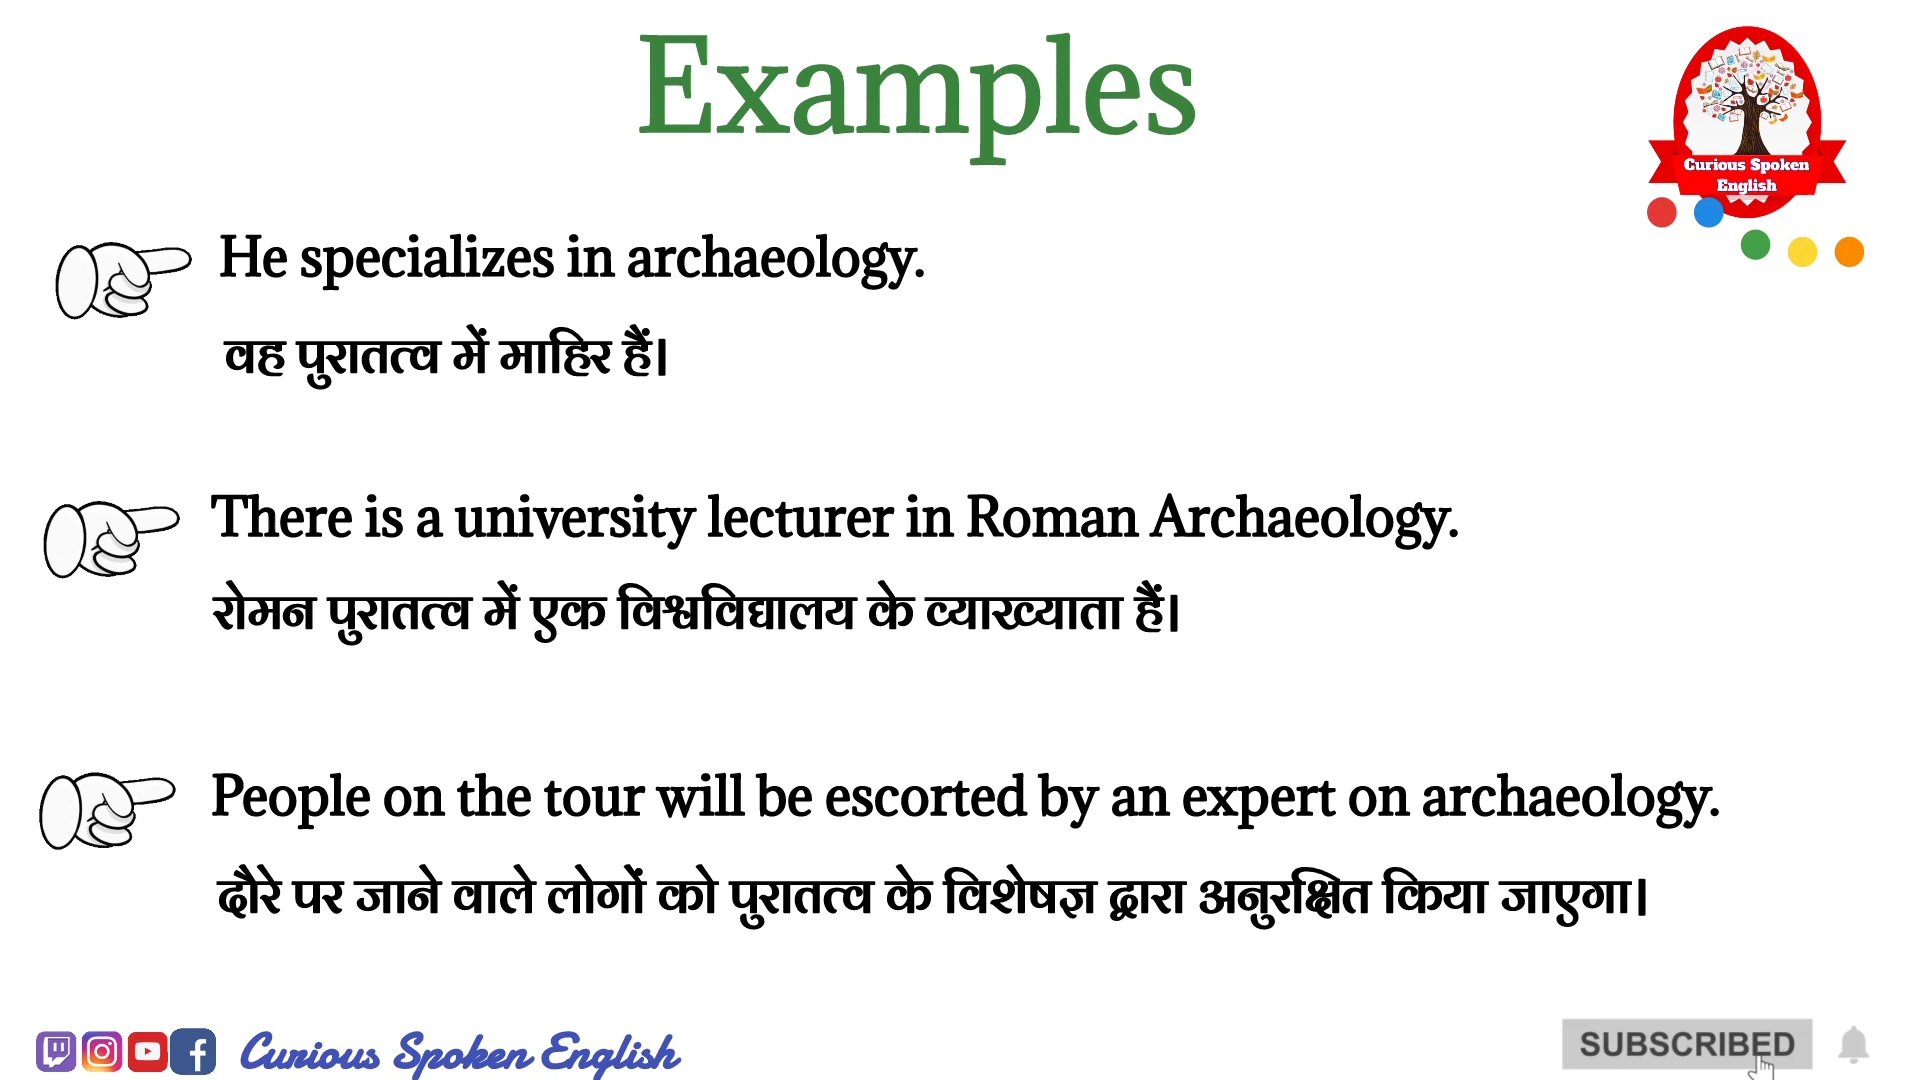 Examples
Curious Spoken
English
He specializes in archaeology.
वह पुरातत्व में माहिर हैं।
There is a university lecturer in Roman Archaeology.
रोमन पुरातत्व में एक विश्वविद्यालय के व्याख्याता हैं।
People on the tour will be escorted by an expert on archaeology.
दौरे पर जाने वाले लोगों को पुरातत्व के विशेषज्ञ द्वारा अनुरक्षित किया जाएगा।
Curious Spoken English
SUBSCRIBED